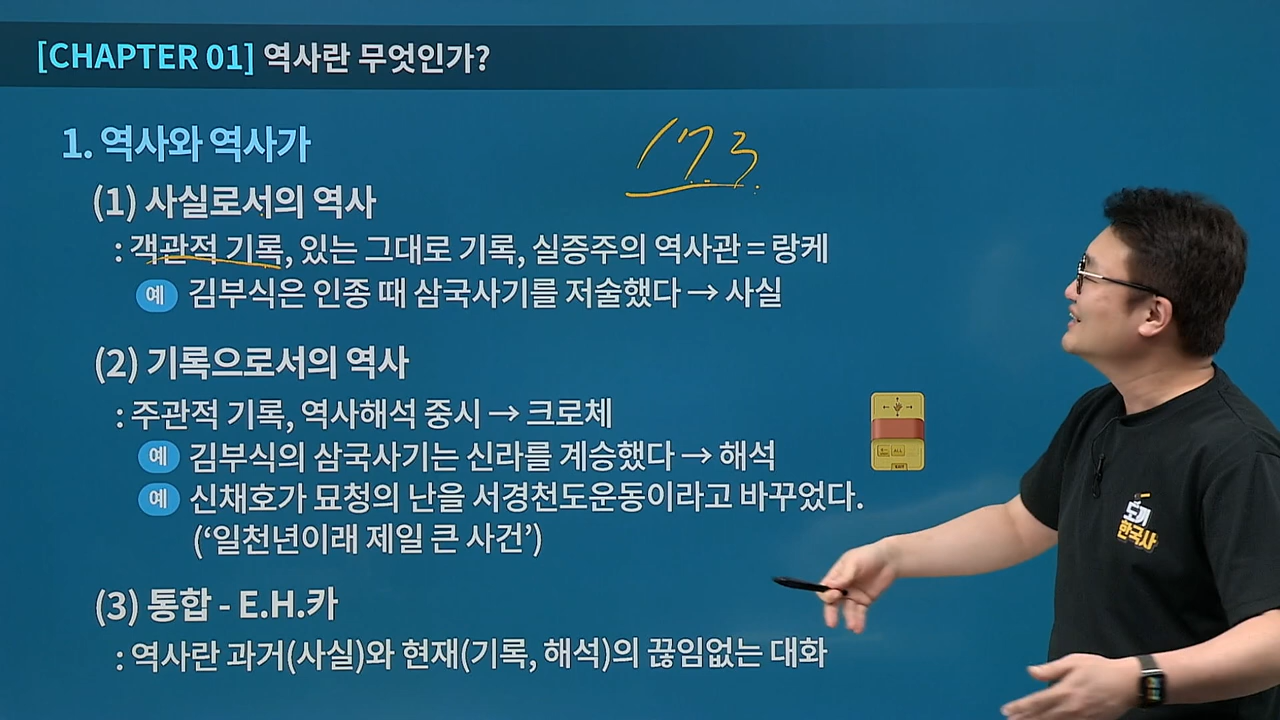 [CHAPTER 01] 역사란 무엇인가?
173
1. 역사와 역사가
(1) 사실로서의 역사
: 객관적 기록, 있는 그대로 기록, 실증주의 역사관 = 랑케
예 김부식은 인종 때 삼국사기를 저술했다 → 사실
(2) 기록으로서의 역사
: 주관적 기록, 역사해석 중시 → 크로체
예 김부식의 삼국사기는 신라를 계승했다 → 해석
예 신채호가 묘청의 난을 서경천도운동이라고 바꾸었다.
(‘일천년이래 제일 큰 사건’)
(3) 통합 - E.H.카
: 역사란 과거(사실)와 현재(기록, 해석)의 끊임없는 대화
한국사